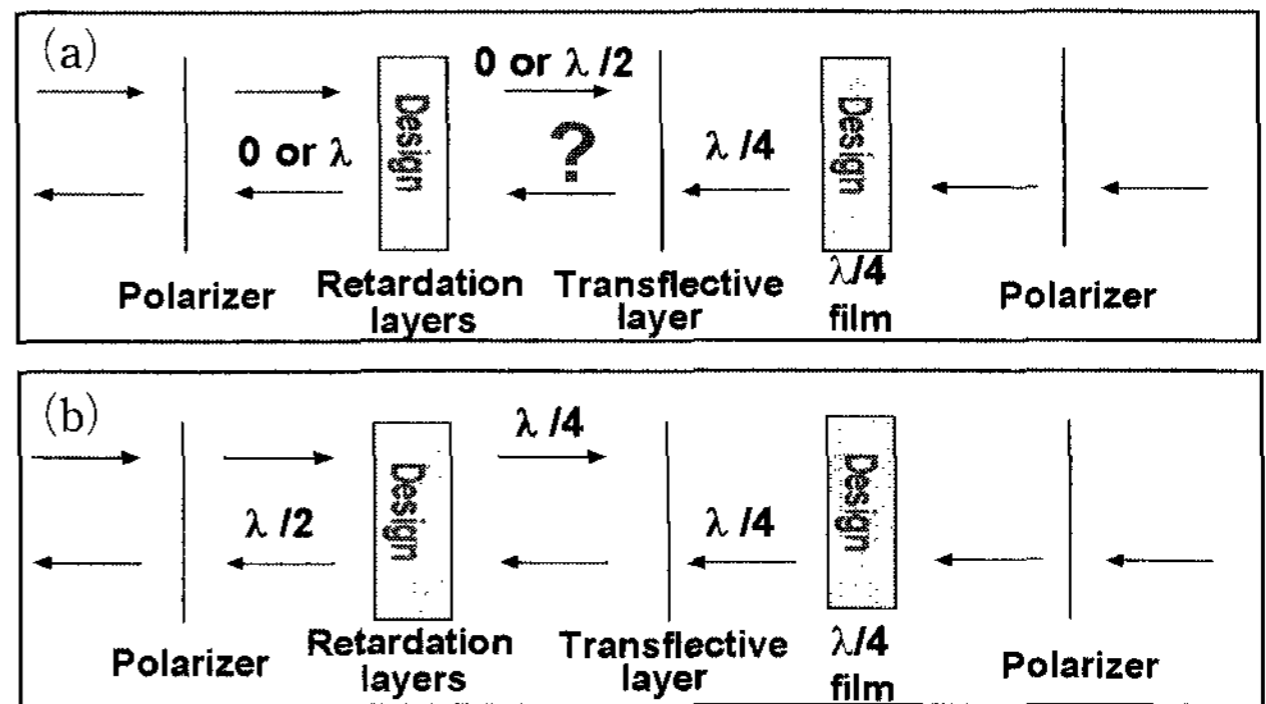 (a)
0 or λ /2
Design
?
λ /4
Design
0 or λ
Polarizer
Retardation
layers
Transflective
layer
λ/4
film
Polarizer
(b)
λ /4
Design
λ /2
λ /4
Design
Polarizer
Retardation
layers
Transflective
layer
λ/4
film
Polarizer